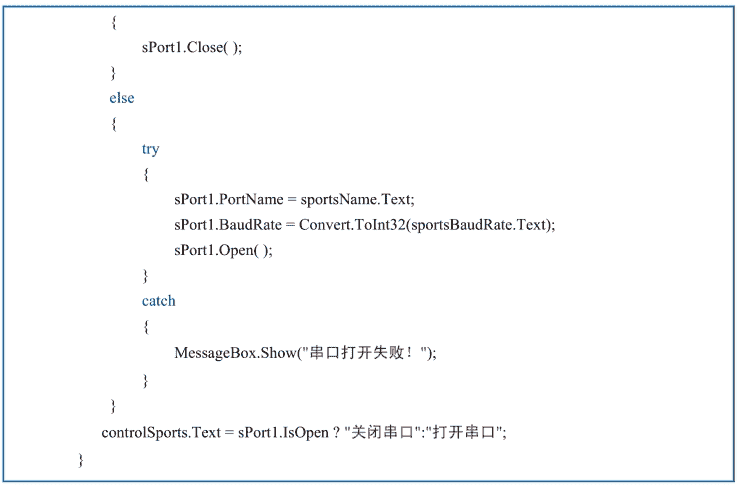 {
sPort1.Close( );
}
else
{
try
{
sPort1.PortName = sportsName.Text;
sPort1.BaudRate = Convert.ToInt32(sportsBaudRate.Text);
sPort1.Open( );
}
catch
{
MessageBox.Show("串口打开失败！");
}
}
controlSports.Text = sPort1.IsOpen ? "关闭串口":"打开串口";
}